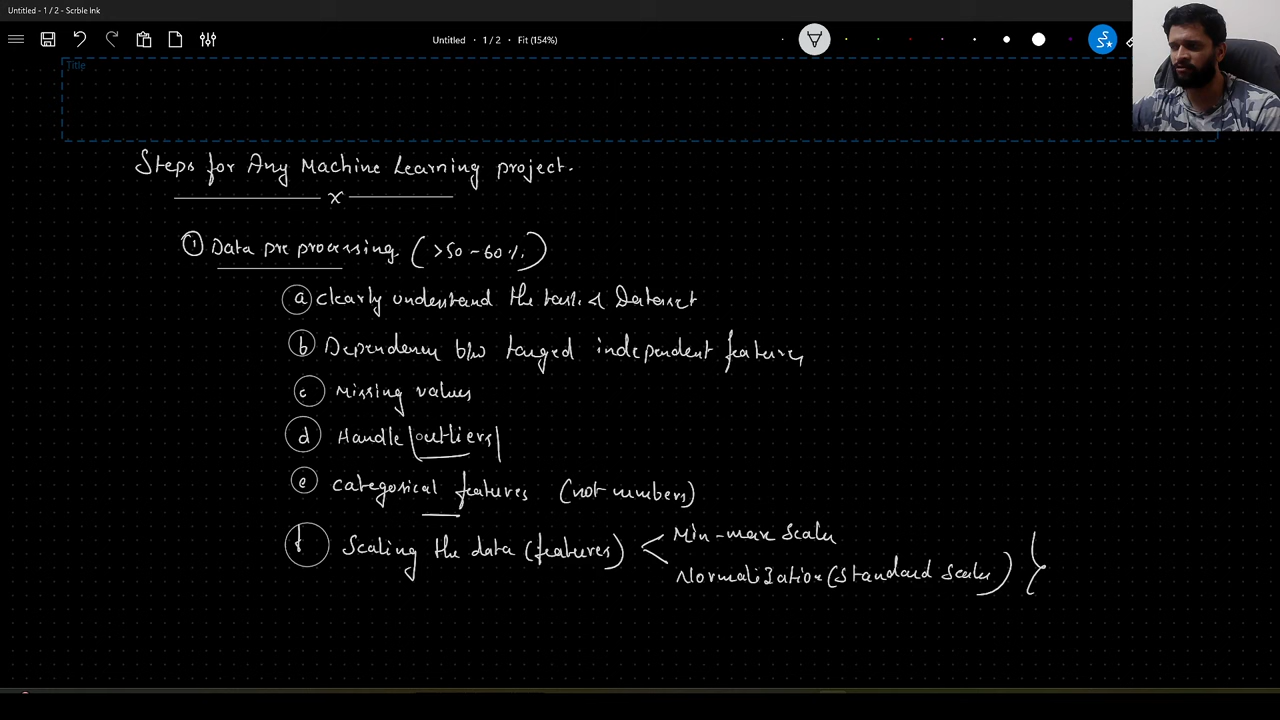 Untitled - 1 / 2 - Scrble Ink
Untitled • 1 / 2 • Fit (154%)
Title
Steps for Any Machine Learning project.
x
① Data pre processing ( >50 - 60 % )
ⓐ Clearly understand the task & Dataset
ⓑ Dependency b/w target independent features
ⓒ Missing values
ⓓ Handle outliers
ⓔ Categorical features (not numbers)
ⓕ Scaling the data (features)
Min-max Scaler
Normalization (Standard Scaler)